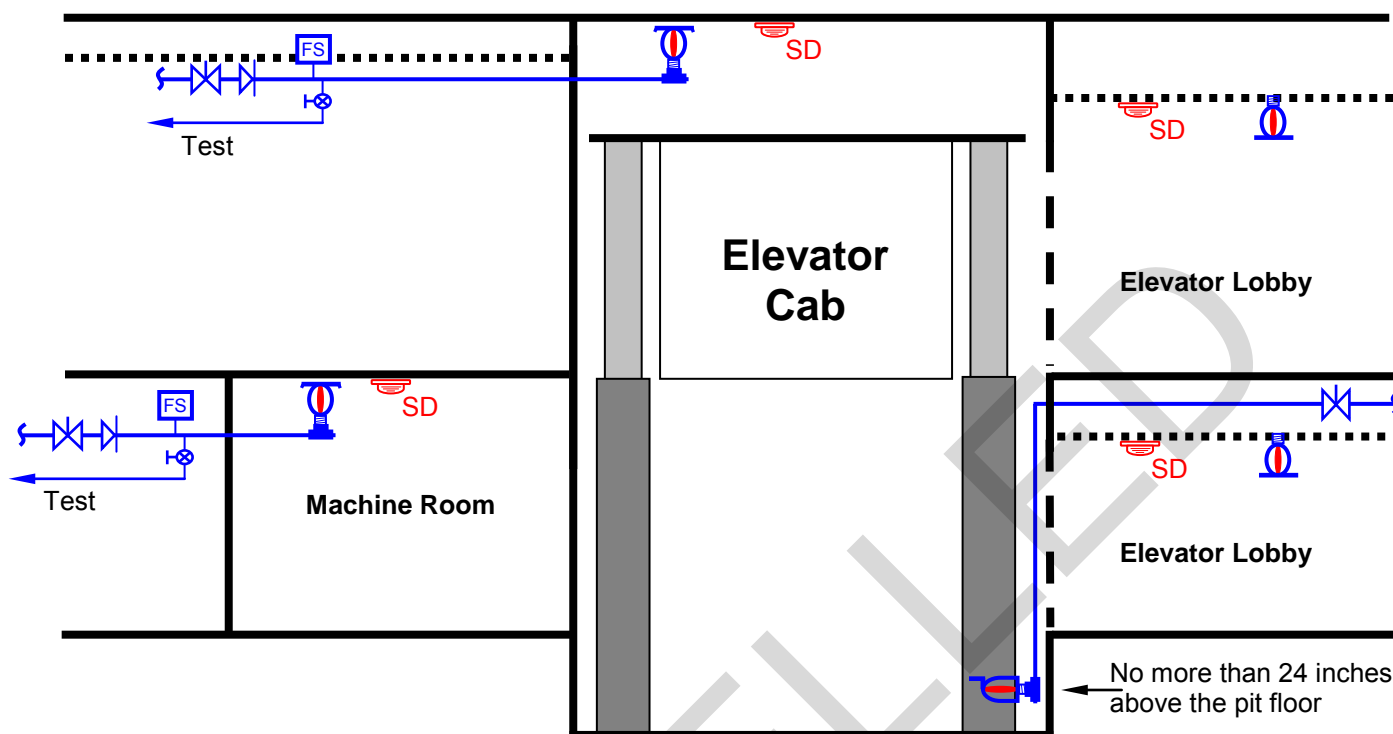 FS
SD
Test
SD
Elevator
Cab
Elevator Lobby
FS
SD
Test
Machine Room
SD
Elevator Lobby
No more than 24 inches
above the pit floor
ELLED